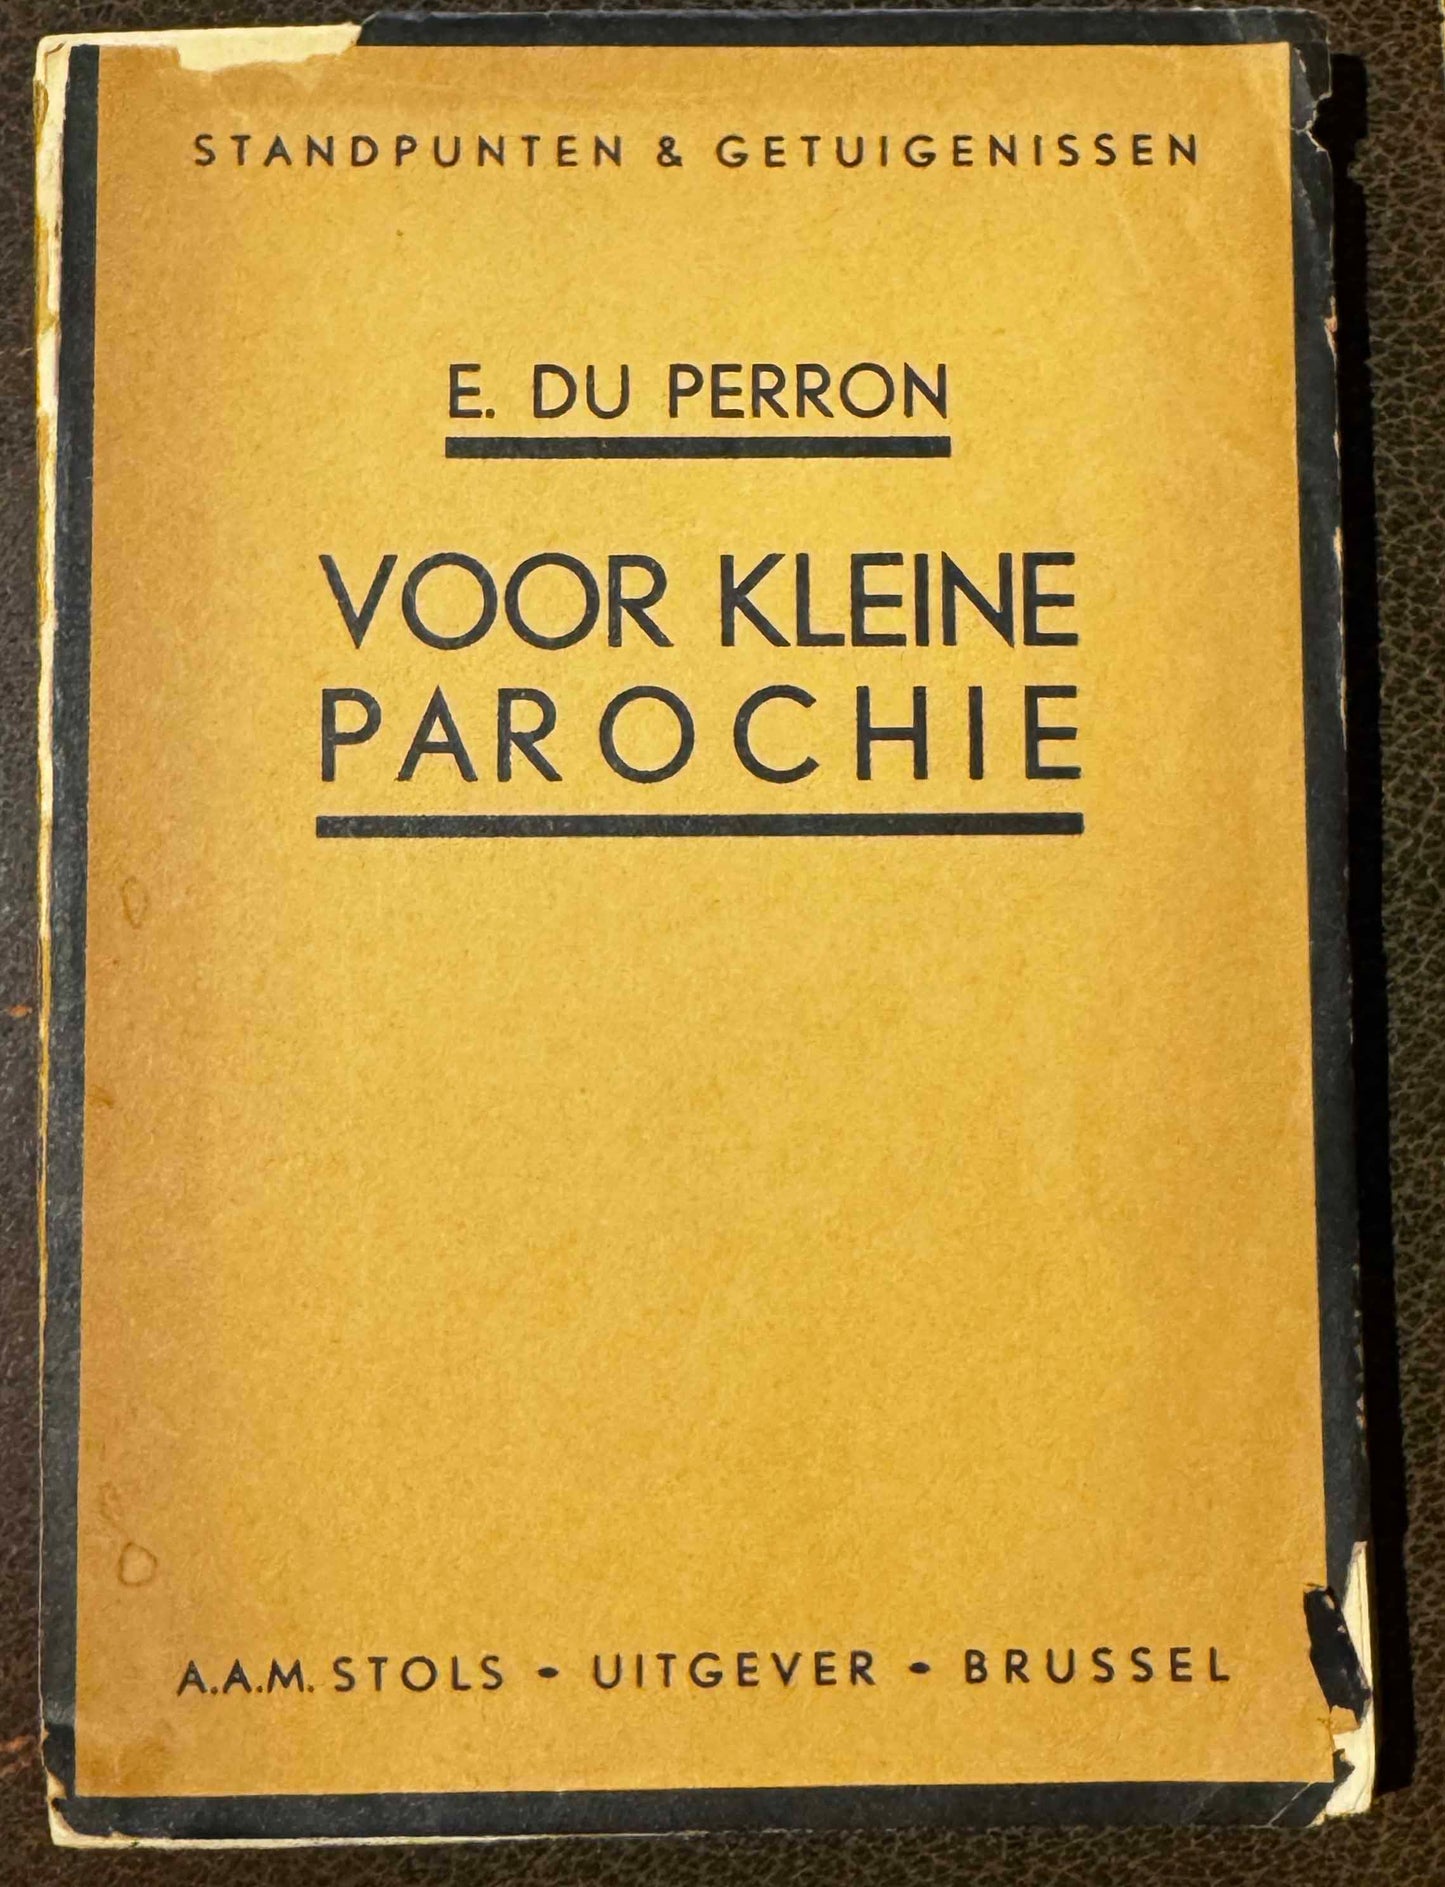 STANDPUNTEN & GETUIGENISSEN
E. DU PERRON
VOOR KLEINE
PAROCHIE
A.A.M. STOLS • UITGEVER • BRUSSEL